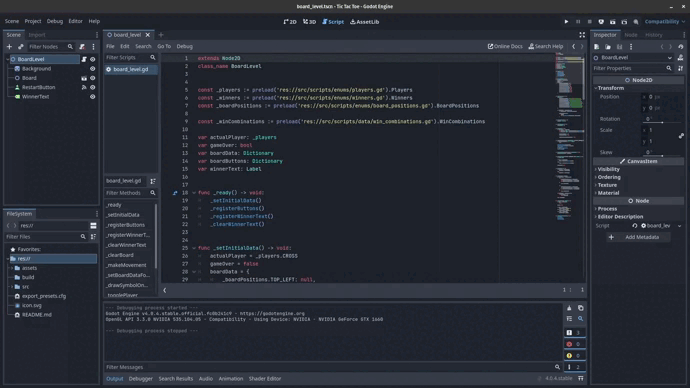 board_level.tscn - Tic Tac Toe - Godot Engine
Scene Project Debug Editor Help
2D 3D Script AssetLib
Compatibility
Scene Import
Filter Nodes
BoardLevel
Background
Board
RestartButton
WinnerText
FileSystem
res://
Filter Files
Favorites:
res://
assets
build
src
export_presets.cfg
icon.svg
README.md
board_level
File Edit Search Go To Debug
Online Docs Search Help
Filter Scripts
board_level.gd
board_level.gd
Filter Methods
_ready
_setInitialData
_registerButtons
_registerWinnerT...
_clearWinnerText
_clearBoard
_makeMovement
_setBoardDataFo...
_drawSymbolOn...
_togglePlayer
1 extends Node2D
2 class_name BoardLevel
3
4
5 const _players := preload("res://src/scripts/enums/players.gd").Players
6 const _winners := preload("res://src/scripts/enums/winners.gd").Winners
7 const _boardPositions := preload("res://src/scripts/enums/board_positions.gd").BoardPositions
8
9 const _winCombinations := preload("res://src/scripts/data/win_combinations.gd").WinCombinations
10
11 var actualPlayer: _players
12 var gameOver: bool
13 var boardData: Dictionary
14 var boardButtons: Dictionary
15 var winnerText: Label
16
17
18 func _ready() -> void:
19 _setInitialData()
20 _registerButtons()
21 _registerWinnerText()
22 _clearWinnerText()
23
24
25 func _setInitialData() -> void:
26 actualPlayer = _players.CROSS
27 gameOver = false
28 boardData = {
29 _boardPositions.TOP_LEFT: null,
1 : 1
--- Debugging process started ---
Godot Engine v4.0.4.stable.official.fc0b241c9 - https://godotengine.org
OpenGL API 3.3.0 NVIDIA 535.104.05 - Compatibility - Using Device: NVIDIA - NVIDIA GeForce GTX 1660
--- Debugging process stopped ---
3
0
0
2
Filter Messages
Output Debugger Search Results Audio Animation Shader Editor
4.0.4.stable
Inspector Node History
BoardLevel
Filter Properties
Node2D
Transform
Position x 0 px
y 0 px
Rotation 0 °
Scale x 1
y 1
Skew 0 °
CanvasItem
Visibility
Ordering
Texture
Material
Node
Process
Editor Description
Script board_lev
Add Metadata